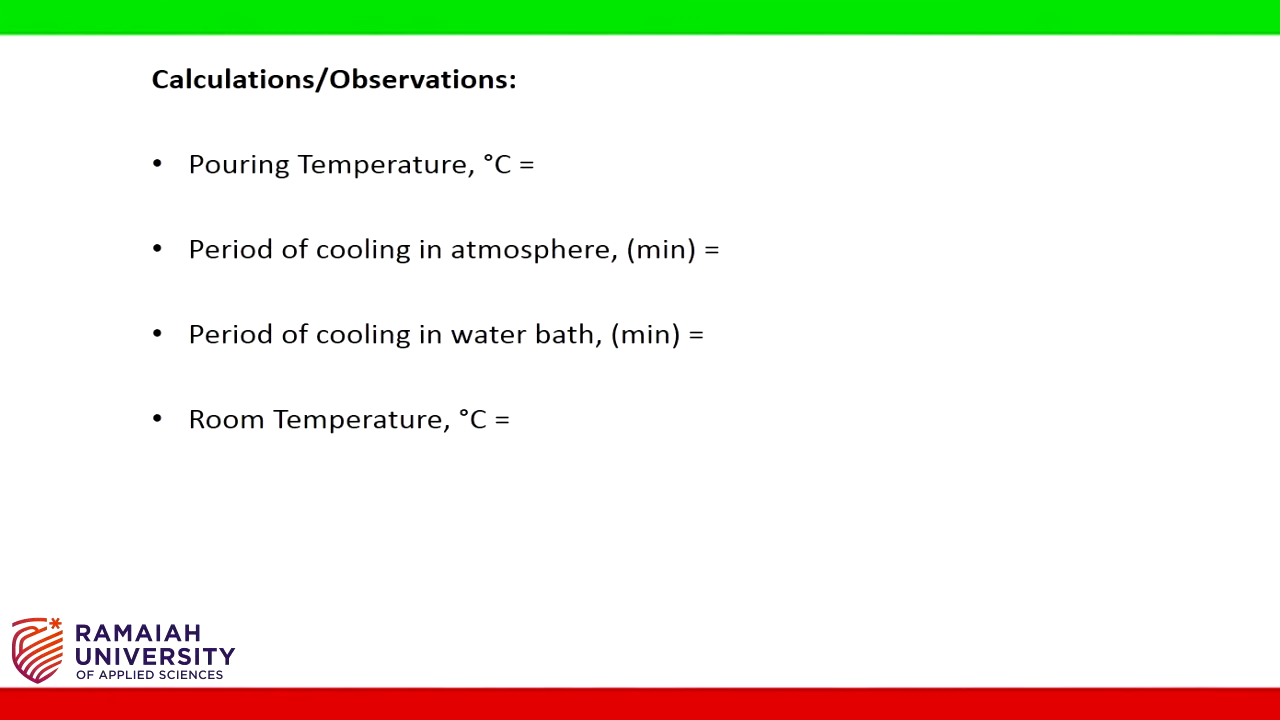 Calculations/Observations:
• Pouring Temperature, °C =
• Period of cooling in atmosphere, (min) =
• Period of cooling in water bath, (min) =
• Room Temperature, °C =
RAMAIAH
UNIVERSITY
OF APPLIED SCIENCES